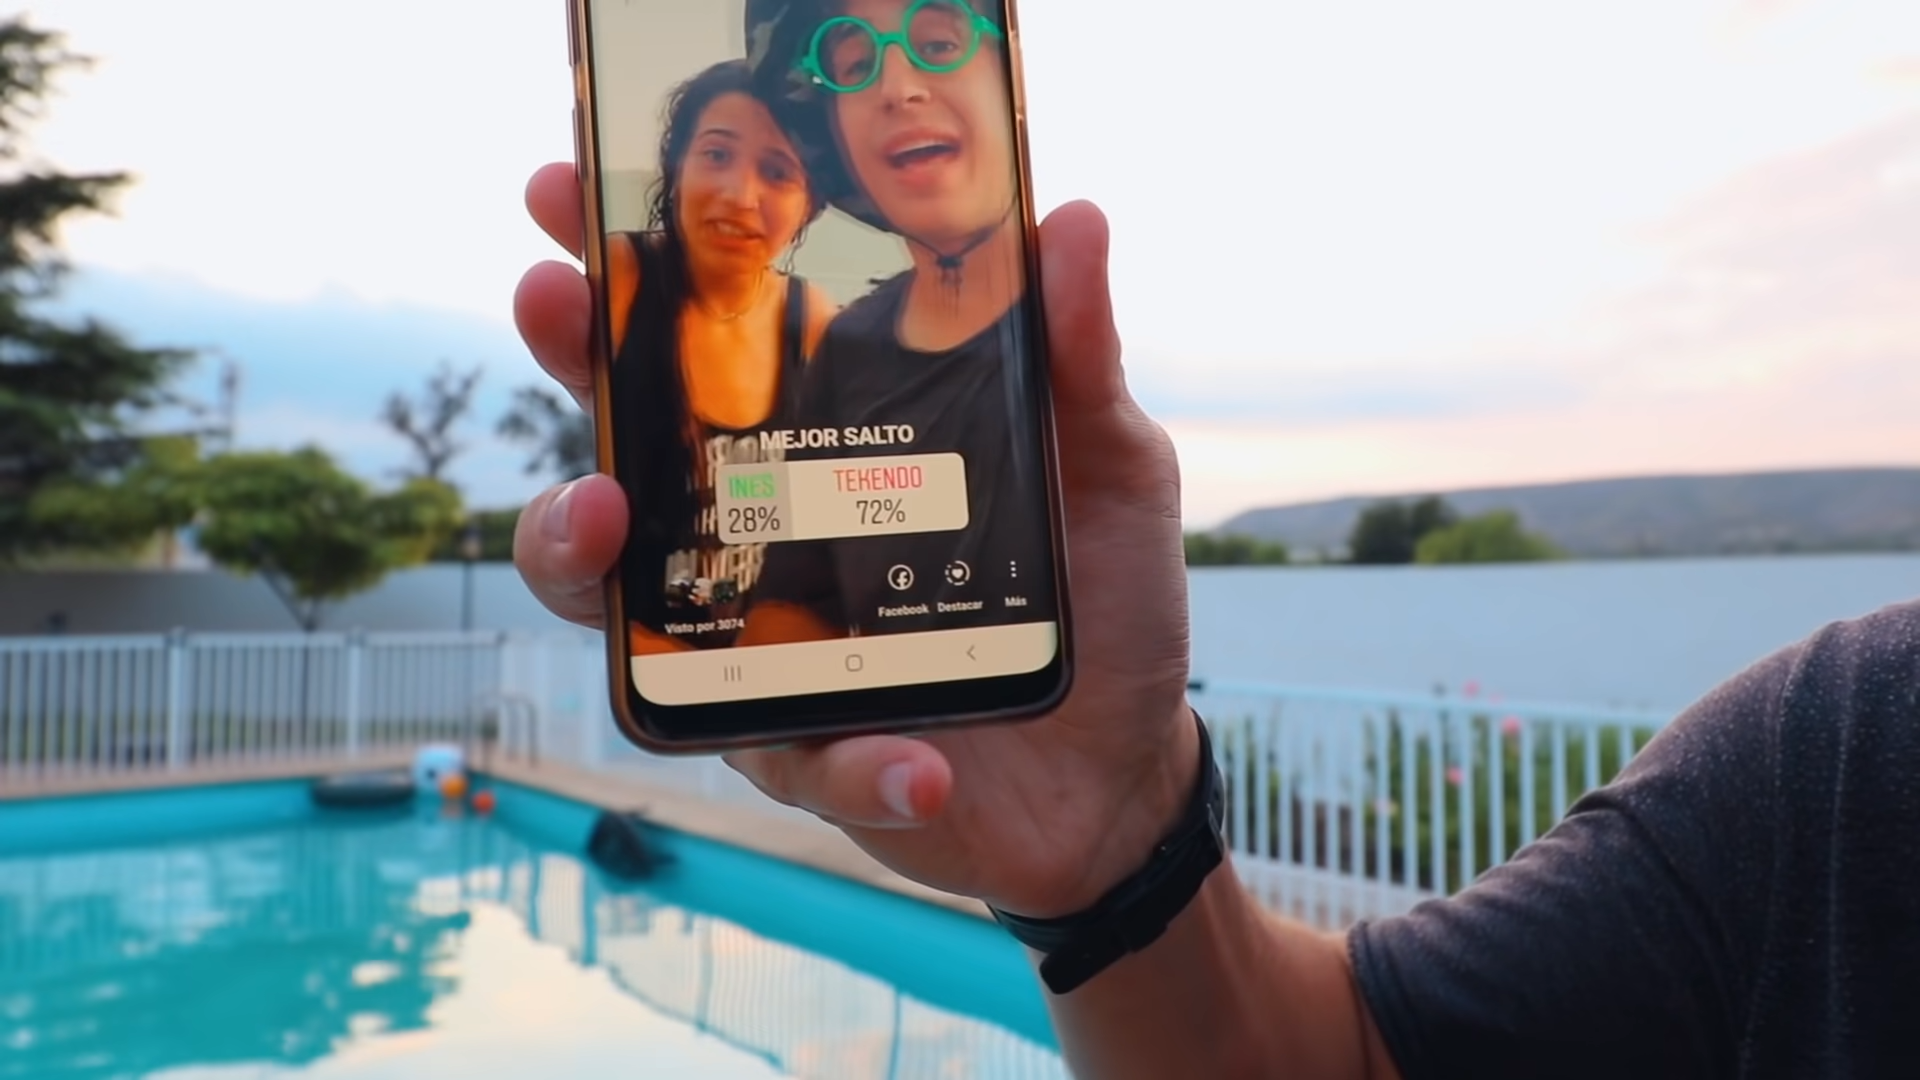 MEJOR SALTO
INES TEKENDO
28% 72%
Facebook Destacar Más
Visto por 3074